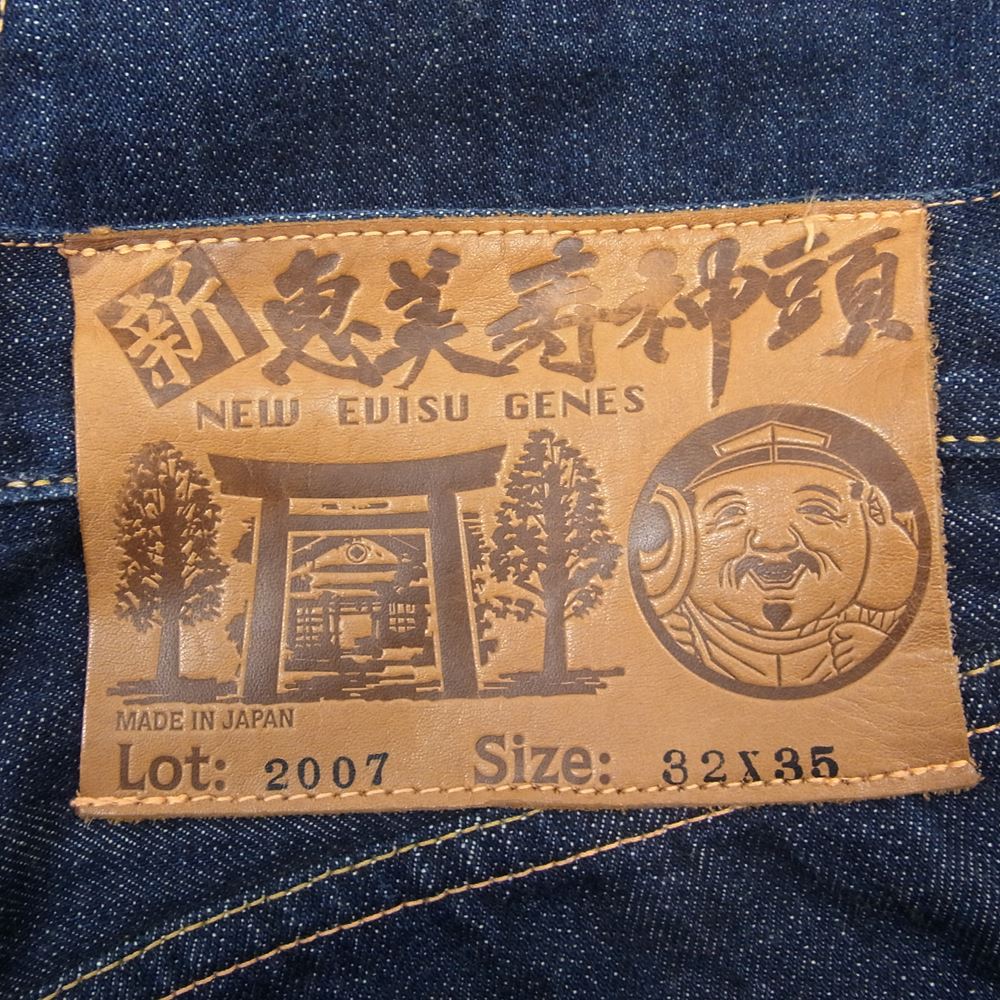 新 恵美寿神頭
NEW EVISU GENES
MADE IN JAPAN
Lot: 2007 Size: 32X35